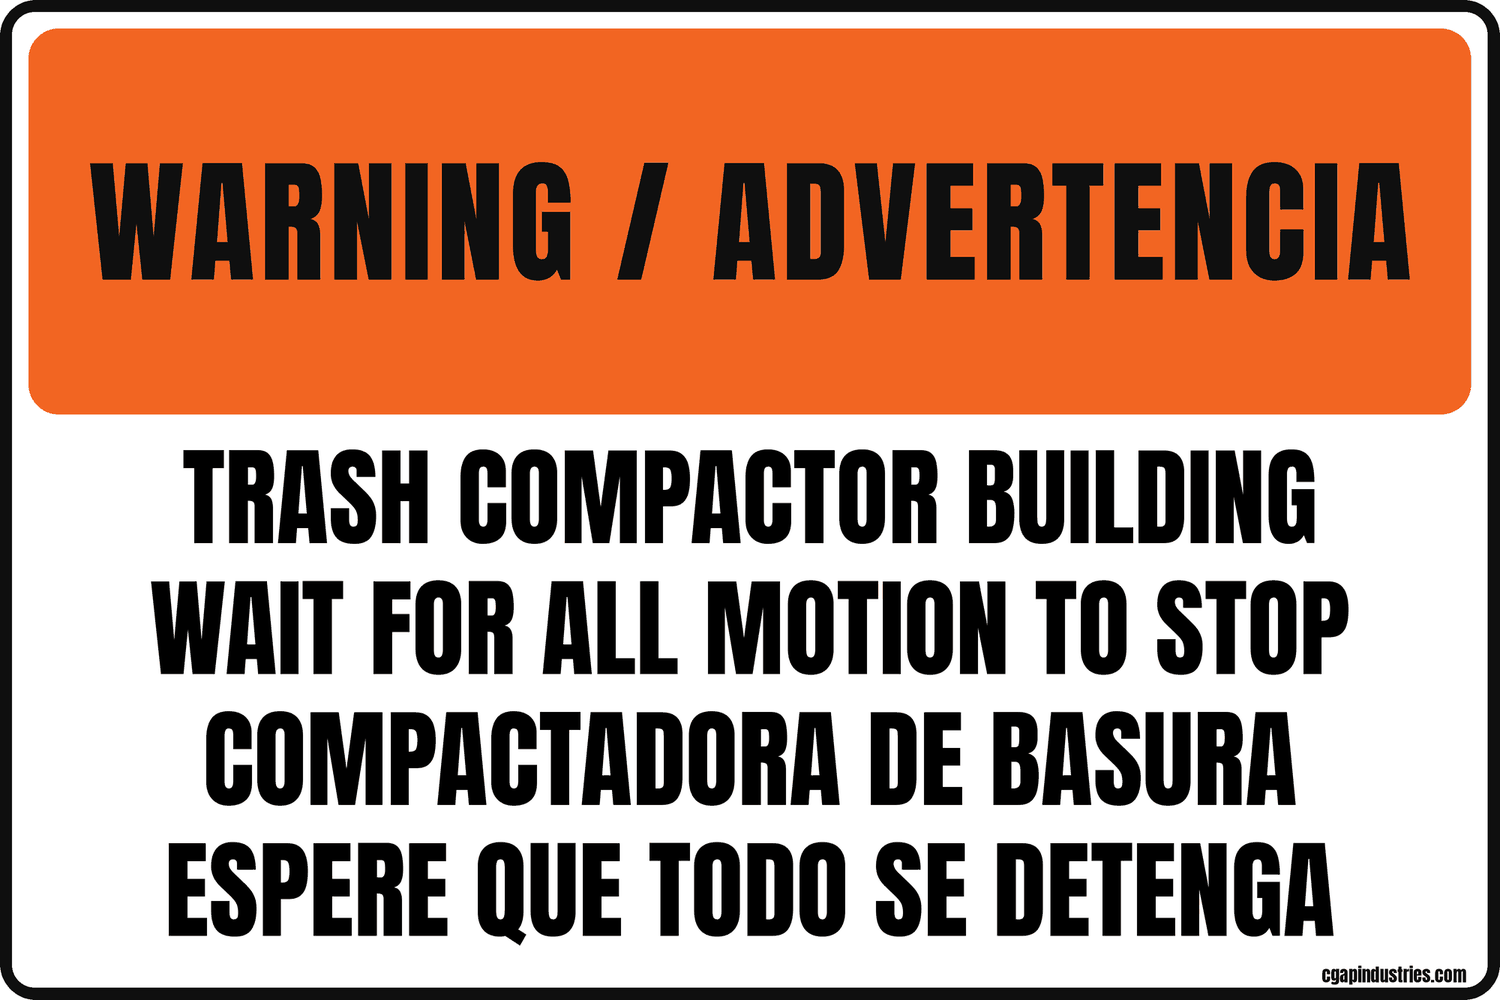 WARNING / ADVERTENCIA
TRASH COMPACTOR BUILDING
WAIT FOR ALL MOTION TO STOP
COMPACTADORA DE BASURA
ESPERE QUE TODO SE DETENGA
cgapindustries.com